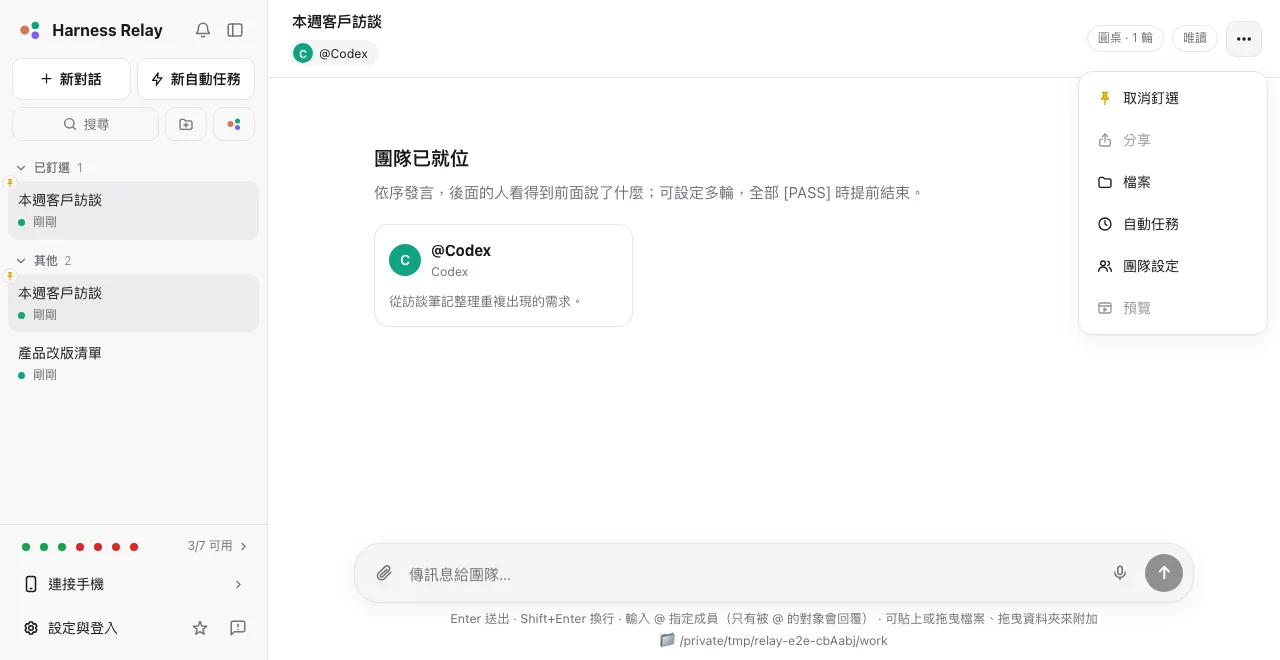 Harness Relay
新對話
新自動任務
搜尋
已釘選 1
本週客戶訪談
剛剛
其他 2
本週客戶訪談
剛剛
產品改版清單
剛剛
3/7 可用
連接手機
設定與登入
本週客戶訪談
C @Codex
圓桌 · 1 輪
唯讀
取消釘選
分享
檔案
自動任務
團隊設定
預覽
團隊已就位
依序發言，後面的人看得到前面說了什麼；可設定多輪，全部 [PASS] 時提前結束。
C
@Codex
Codex
從訪談筆記整理重複出現的需求。
傳訊息給團隊...
Enter 送出 · Shift+Enter 換行 · 輸入 @ 指定成員（只有被 @ 的對象會回覆） · 可貼上或拖曳檔案、拖曳資料夾來附加
/private/tmp/relay-e2e-cbAabj/work